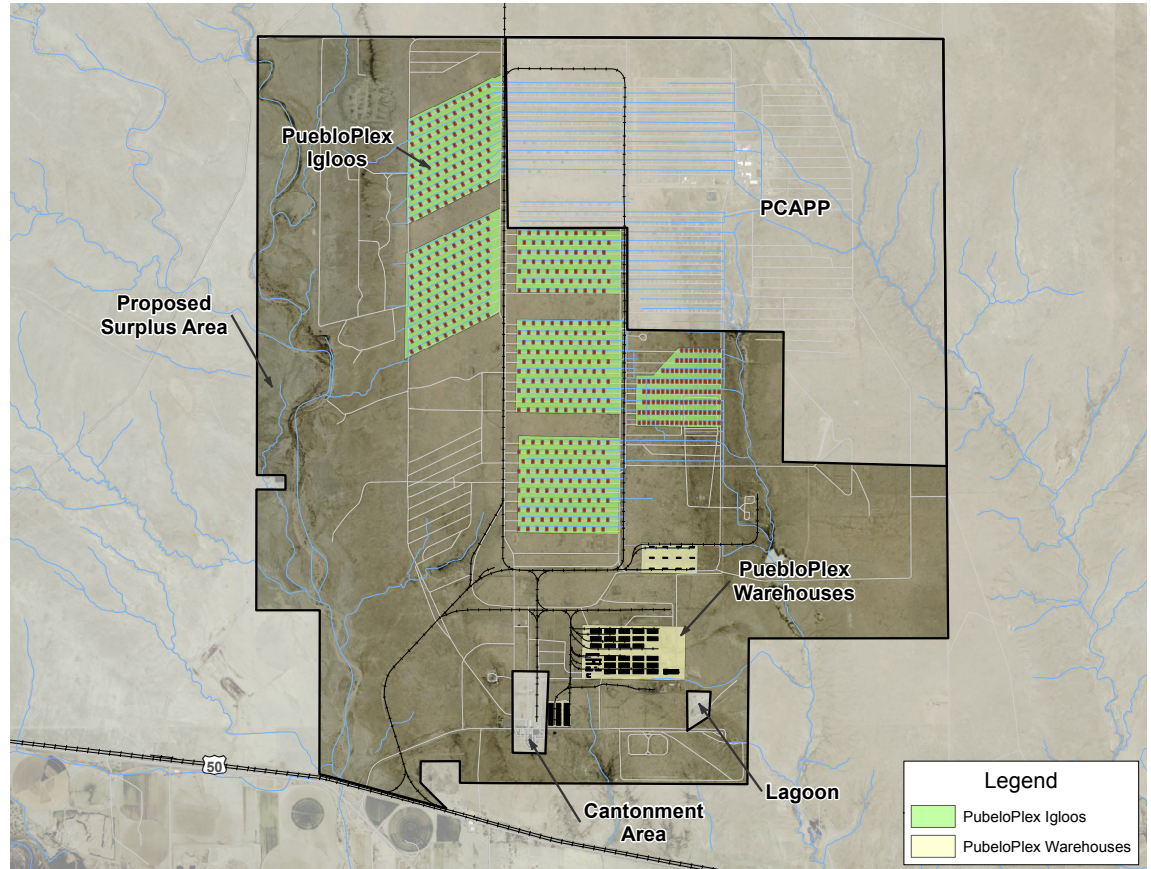 PuebloPlex
Igloos
PCAPP
Proposed
Surplus Area
PuebloPlex
Warehouses
50
Lagoon
Cantonment
Area
Legend
PubeloPlex Igloos
PubeloPlex Warehouses